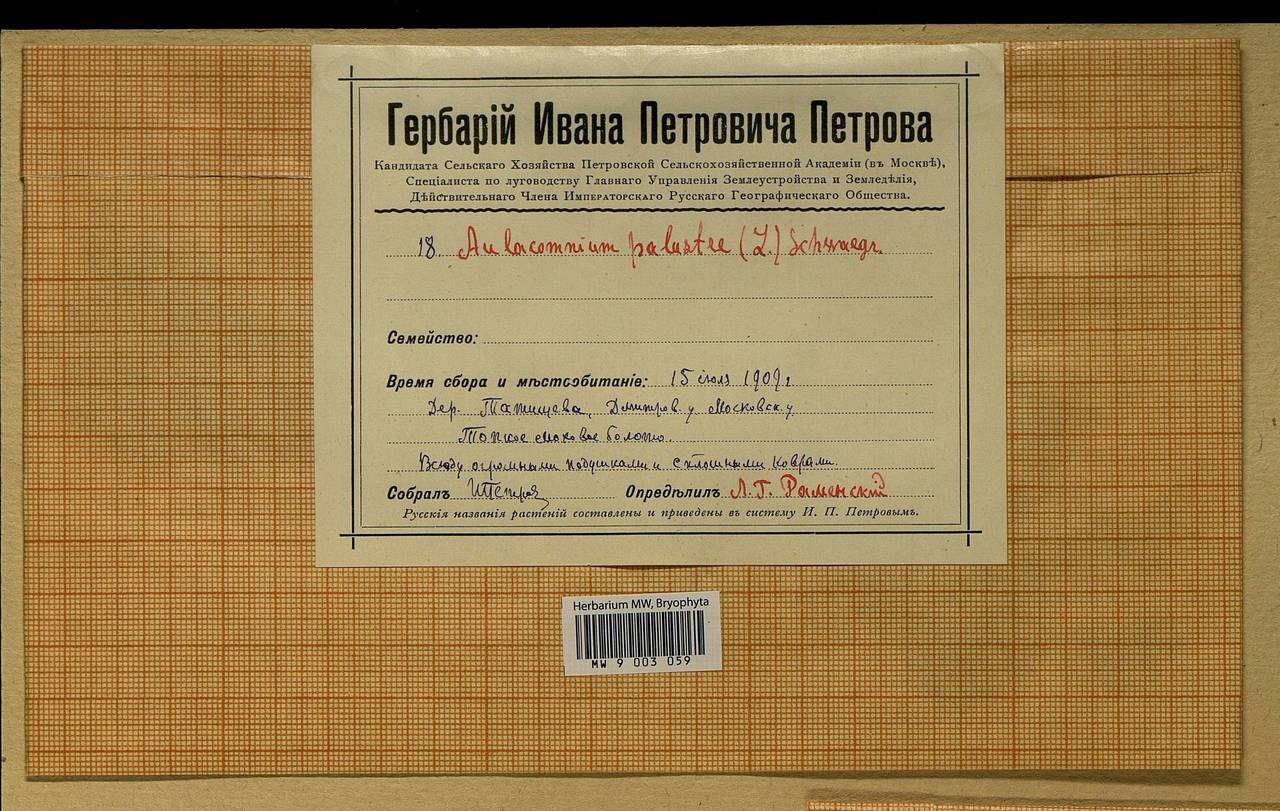 Гербарій Ивана Петровича Петрова
Кандидата Сельскаго Хозяйства Петровской Сельскохозяйственной Академіи (въ Москвѣ),
Спеціалиста по луговодству Главнаго Управленія Землеустройства и Земледѣлія,
Дѣйствительнаго Члена Императорскаго Русскаго Географическаго Общества.
18. Aulacomnium palustre (L.) Schwaegr.
Семейство:
Время сбора и мѣстообитаніе: 15 іюля 1909 г.
Дер. Татищева, Дмитров. у. Московск. у
Топкое моховое болото.
Всюду огромными подушками и сплошными коврами.
Собралъ ИПетров Опредѣлилъ Л.Г. Раменскій
Русскія названія растеній составлены и приведены въ систему И. П. Петровымъ.
Herbarium MW, Bryophyta
MW 9 003 059